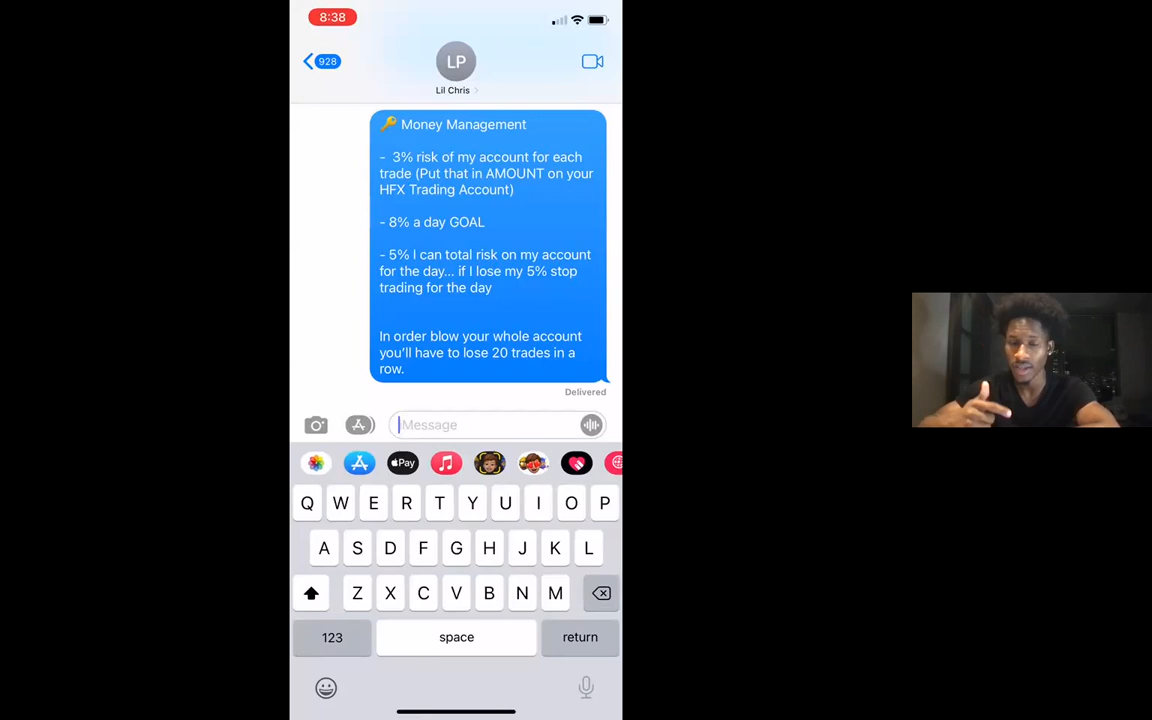 8:38
928
LP
Lil Chris
🔑 Money Management
- 3% risk of my account for each
trade (Put that in AMOUNT on your
HFX Trading Account)
- 8% a day GOAL
- 5% I can total risk on my account
for the day... if I lose my 5% stop
trading for the day
In order blow your whole account
you'll have to lose 20 trades in a
row.
Delivered
Message
Pay
Q W E R T Y U I O P
A S D F G H J K L
Z X C V B N M
123 space return